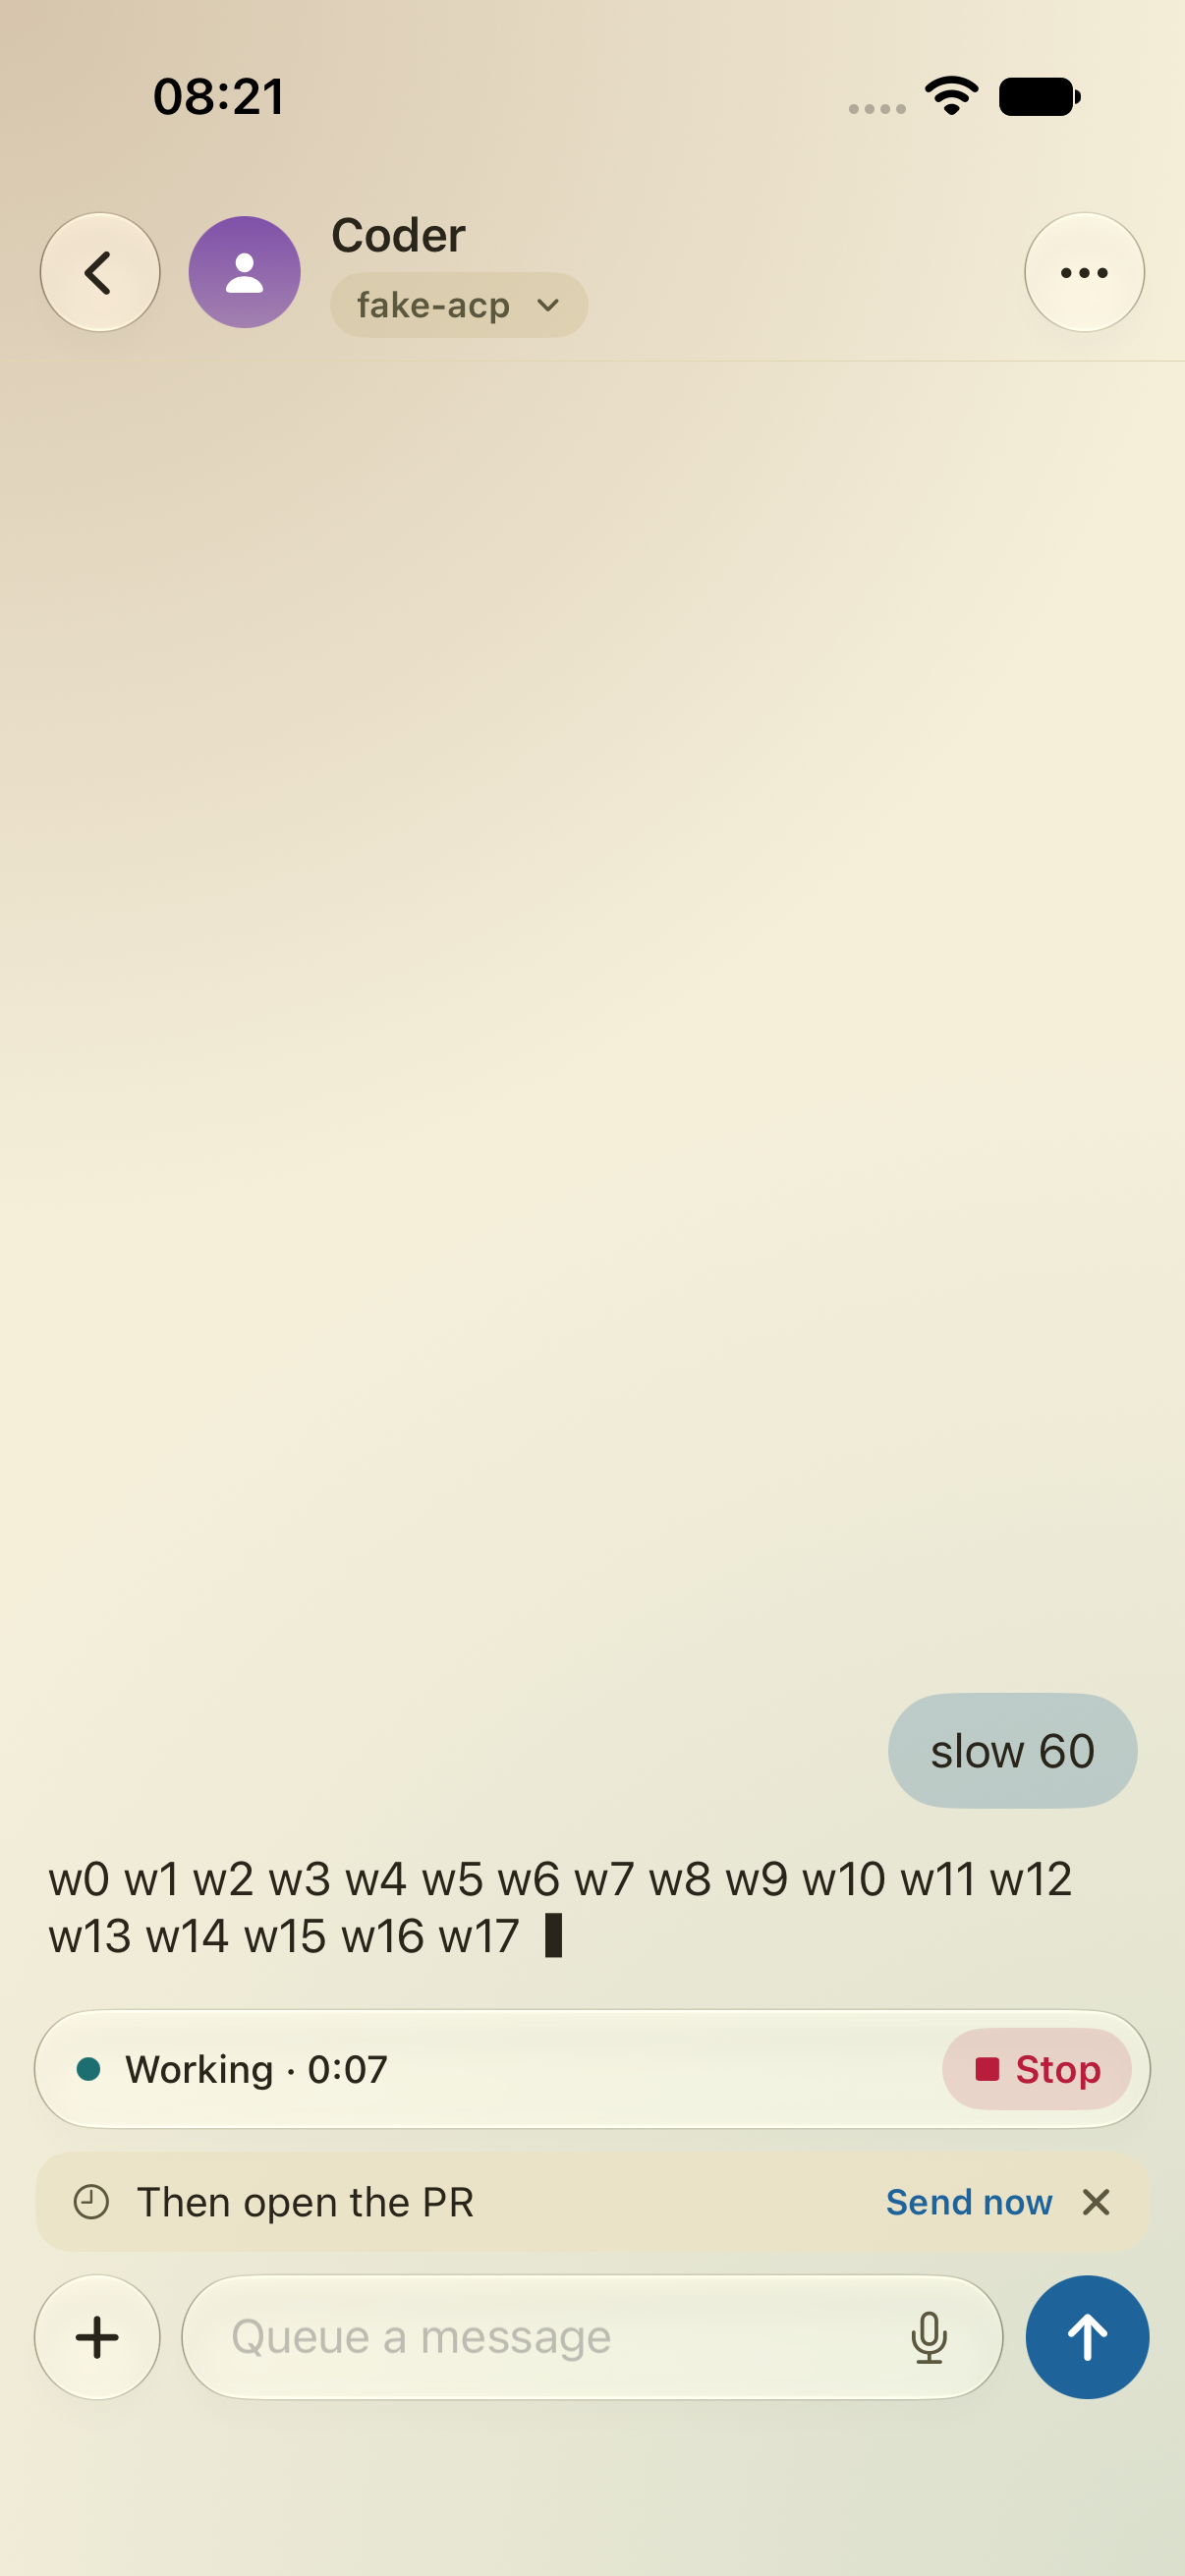 08:21
Coder
fake-acp
slow 60
w0 w1 w2 w3 w4 w5 w6 w7 w8 w9 w10 w11 w12
w13 w14 w15 w16 w17
Working · 0:07
Stop
Then open the PR
Send now
Queue a message